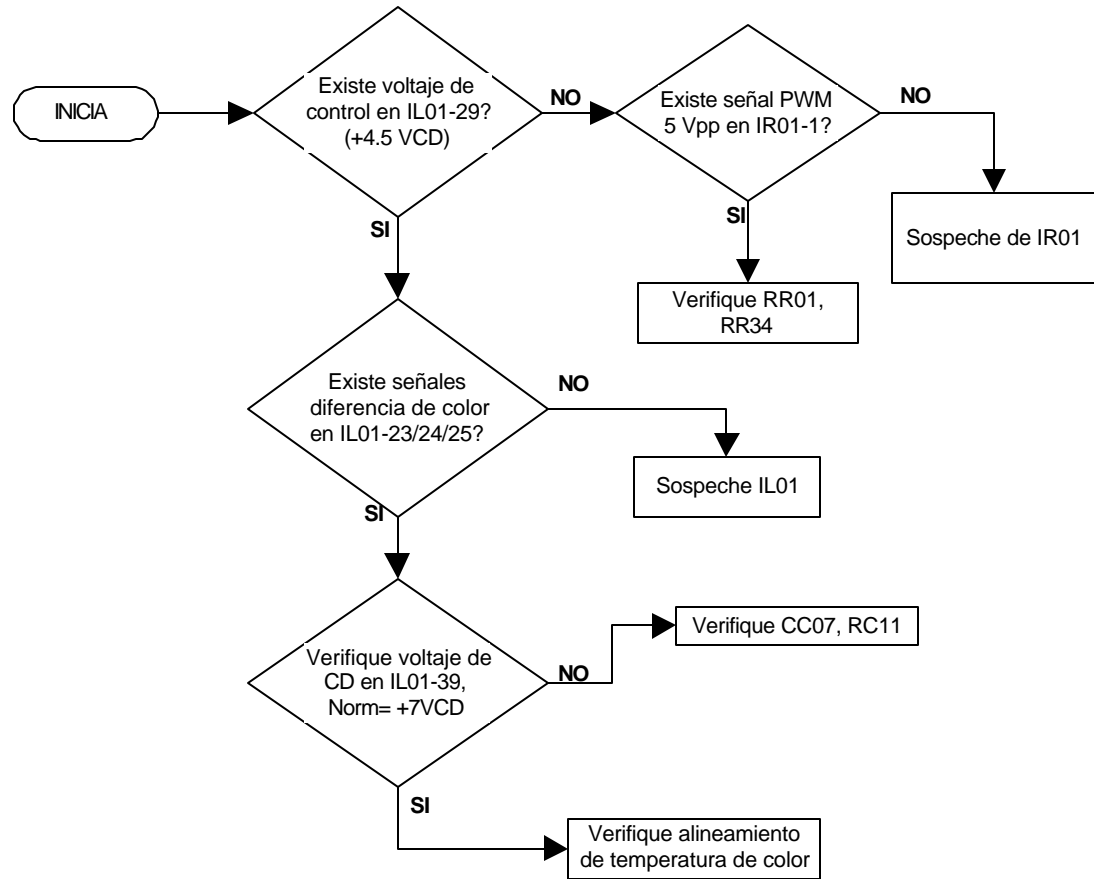 INICIA
Existe voltaje de
control en IL01-29?
(+4.5 VCD)
NO
Existe señal PWM
5 Vpp en IR01-1?
NO
SI
SI
Sospeche de IR01
Verifique RR01,
RR34
Existe señales
diferencia de color
en IL01-23/24/25?
NO
Sospeche IL01
SI
Verifique voltaje de
CD en IL01-39,
Norm= +7VCD
NO
Verifique CC07, RC11
SI
Verifique alineamiento
de temperatura de color